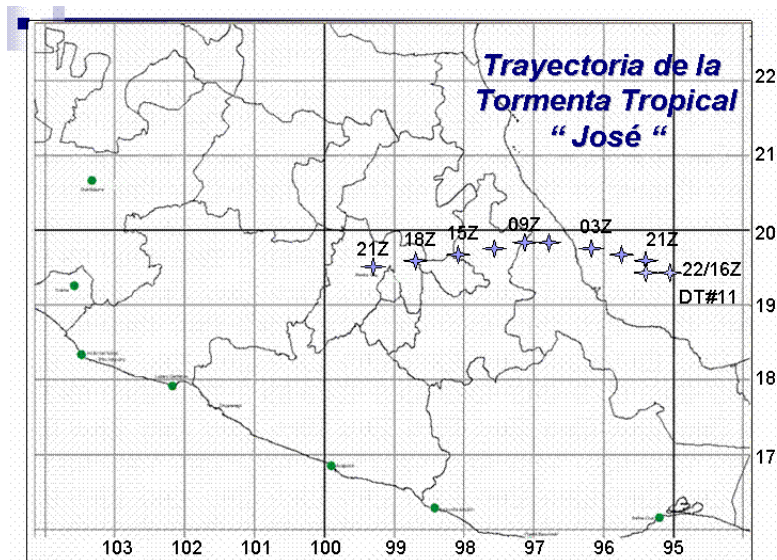 Trayectoria de la
Tormenta Tropical
“ José “
22
21
20
19
18
17
21Z
18Z
15Z
09Z
03Z
21Z
22/16Z
DT#11
103
102
101
100
99
98
97
96
95